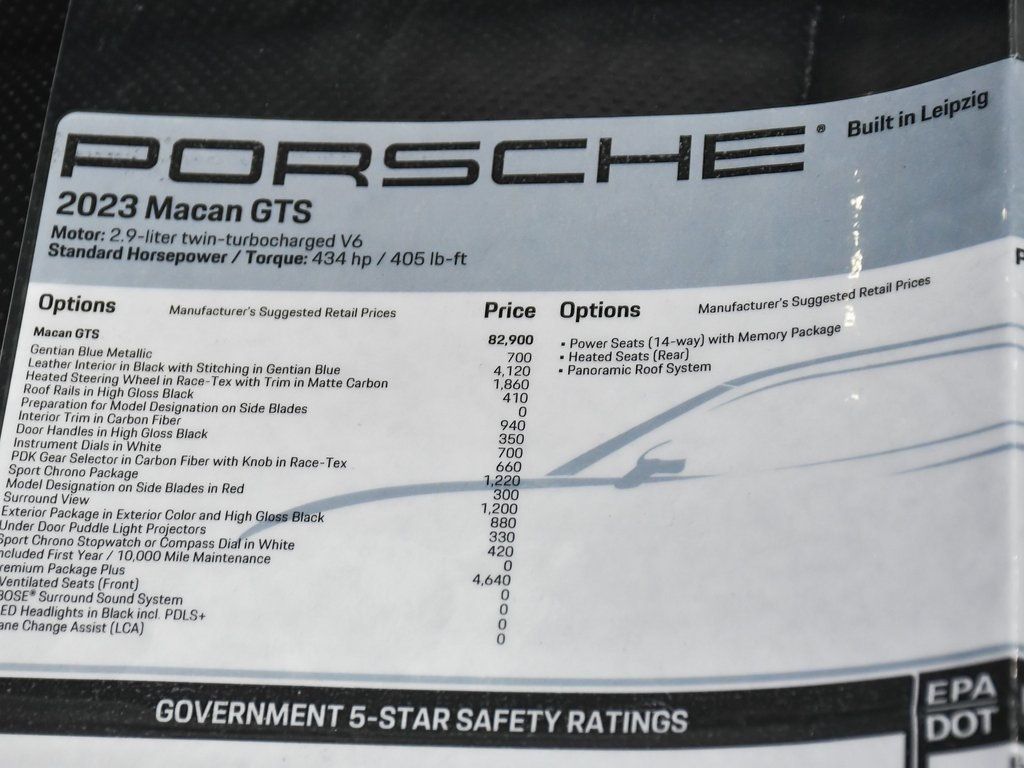 PORSCHE®
Built in Leipzig
2023 Macan GTS
Motor: 2.9-liter twin-turbocharged V6
Standard Horsepower / Torque: 434 hp / 405 lb-ft
Options Manufacturer's Suggested Retail Prices Price
Macan GTS 82,900
Gentian Blue Metallic 700
Leather Interior in Black with Stitching in Gentian Blue 4,120
Heated Steering Wheel in Race-Tex with Trim in Matte Carbon 1,860
Roof Rails in High Gloss Black 410
Preparation for Model Designation on Side Blades 0
Interior Trim in Carbon Fiber 940
Door Handles in High Gloss Black 350
Instrument Dials in White 700
PDK Gear Selector in Carbon Fiber with Knob in Race-Tex 660
Sport Chrono Package 1,220
Model Designation on Side Blades in Red 300
Surround View 1,200
Exterior Package in Exterior Color and High Gloss Black 880
Under Door Puddle Light Projectors 330
Sport Chrono Stopwatch or Compass Dial in White 420
ncluded First Year / 10,000 Mile Maintenance 0
remium Package Plus 4,640
Ventilated Seats (Front) 0
BOSE® Surround Sound System 0
ED Headlights in Black incl. PDLS+ 0
ane Change Assist (LCA) 0
Options Manufacturer's Suggested Retail Prices
• Power Seats (14-way) with Memory Package
• Heated Seats (Rear)
• Panoramic Roof System
GOVERNMENT 5-STAR SAFETY RATINGS
EPA
DOT